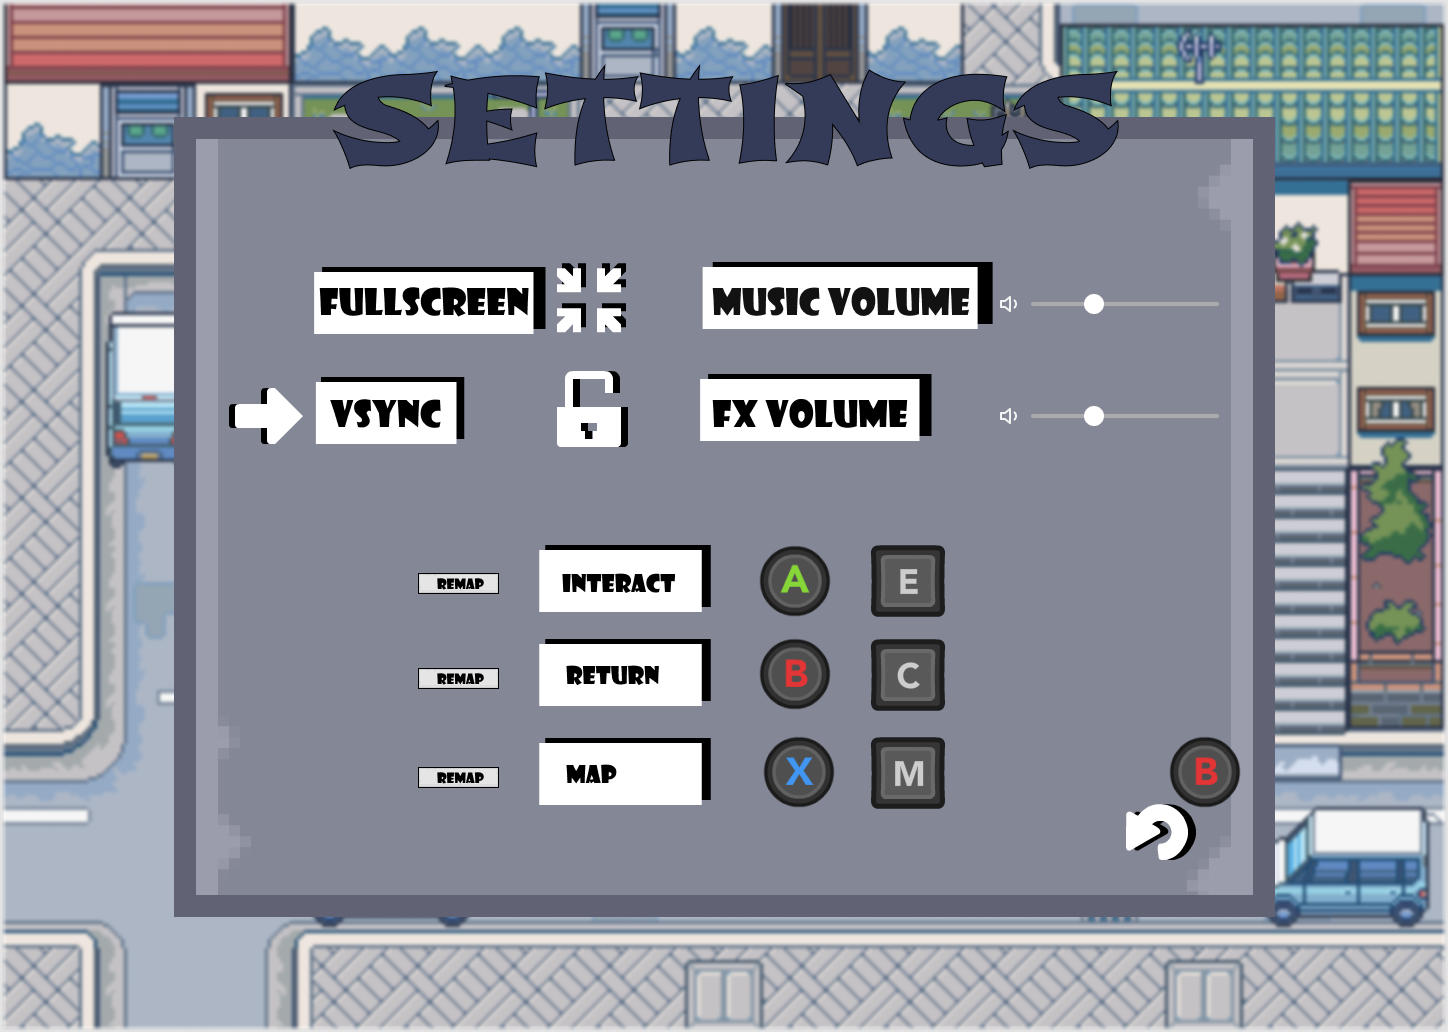 SETTINGS
FULLSCREEN
MUSIC VOLUME
VSYNC
FX VOLUME
REMAP INTERACT A E
REMAP RETURN B C
REMAP MAP X M
B